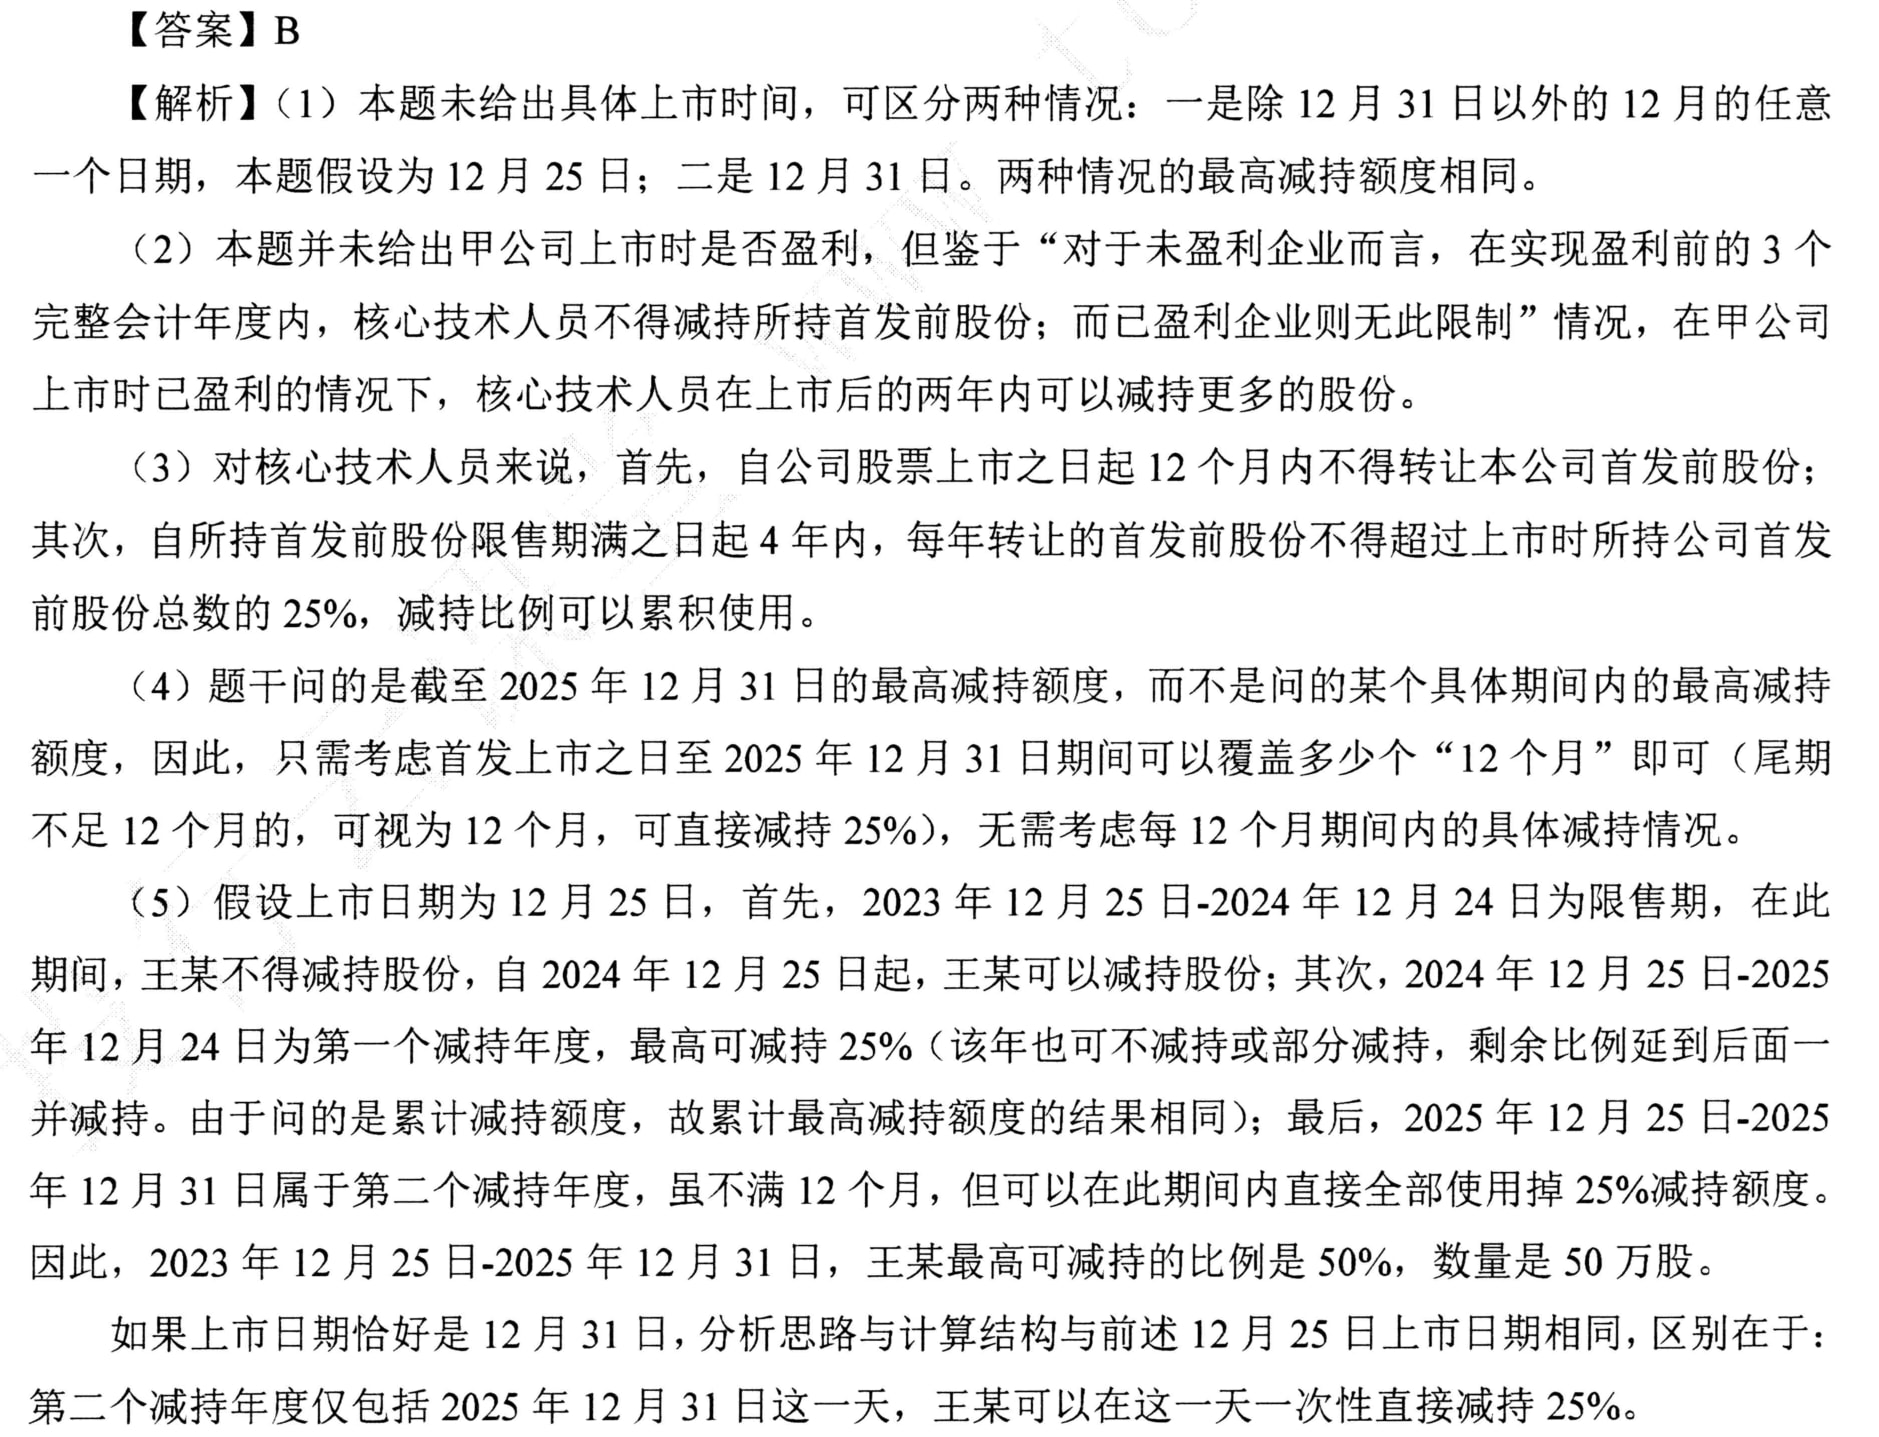 【答案】B
【解析】（1）本题未给出具体上市时间，可区分两种情况：一是除 12 月 31 日以外的 12 月的任意
一个日期，本题假设为 12 月 25 日；二是 12 月 31 日。两种情况的最高减持额度相同。
（2）本题并未给出甲公司上市时是否盈利，但鉴于“对于未盈利企业而言，在实现盈利前的 3 个
完整会计年度内，核心技术人员不得减持所持首发前股份；而已盈利企业则无此限制”情况，在甲公司
上市时已盈利的情况下，核心技术人员在上市后的两年内可以减持更多的股份。
（3）对核心技术人员来说，首先，自公司股票上市之日起 12 个月内不得转让本公司首发前股份；
其次，自所持首发前股份限售期满之日起 4 年内，每年转让的首发前股份不得超过上市时所持公司首发
前股份总数的 25%，减持比例可以累积使用。
（4）题干问的是截至 2025 年 12 月 31 日的最高减持额度，而不是问的某个具体期间内的最高减持
额度，因此，只需考虑首发上市之日至 2025 年 12 月 31 日期间可以覆盖多少个“12 个月”即可（尾期
不足 12 个月的，可视为 12 个月，可直接减持 25%），无需考虑每 12 个月期间内的具体减持情况。
（5）假设上市日期为 12 月 25 日，首先，2023 年 12 月 25 日-2024 年 12 月 24 日为限售期，在此
期间，王某不得减持股份，自 2024 年 12 月 25 日起，王某可以减持股份；其次，2024 年 12 月 25 日-2025
年 12 月 24 日为第一个减持年度，最高可减持 25%（该年也可不减持或部分减持，剩余比例延到后面一
并减持。由于问的是累计减持额度，故累计最高减持额度的结果相同）；最后，2025 年 12 月 25 日-2025
年 12 月 31 日属于第二个减持年度，虽不满 12 个月，但可以在此期间内直接全部使用掉 25%减持额度。
因此，2023 年 12 月 25 日-2025 年 12 月 31 日，王某最高可减持的比例是 50%，数量是 50 万股。
如果上市日期恰好是 12 月 31 日，分析思路与计算结构与前述 12 月 25 日上市日期相同，区别在于：
第二个减持年度仅包括 2025 年 12 月 31 日这一天，王某可以在这一天一次性直接减持 25%。